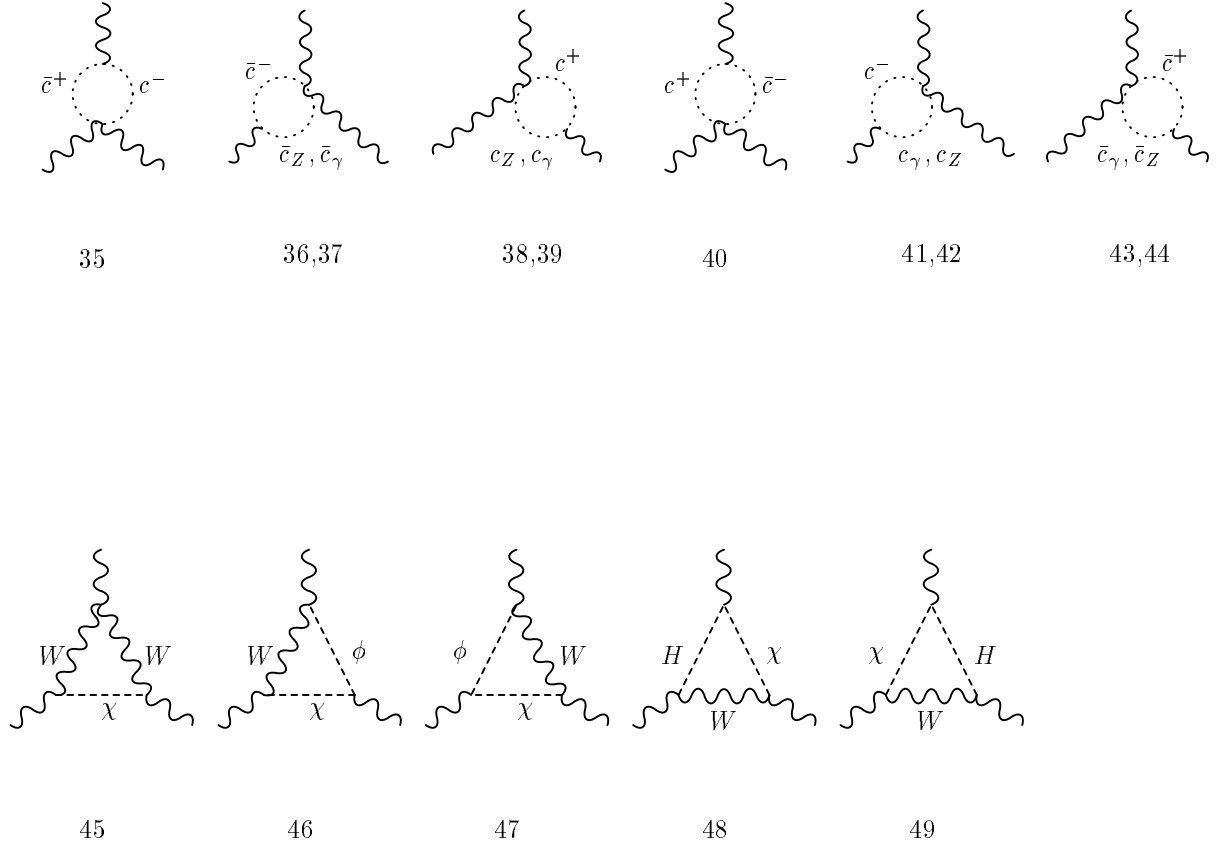 c̄⁺ c⁻ c̄⁻ c̄_Z , c̄_γ c⁺ c_Z , c_γ c⁺ c̄⁻ c⁻ c_γ , c_Z c̄⁺ c̄_γ , c̄_Z
35 36,37 38,39 40 41,42 43,44
W W χ W φ χ φ W χ H χ W χ H W
45 46 47 48 49